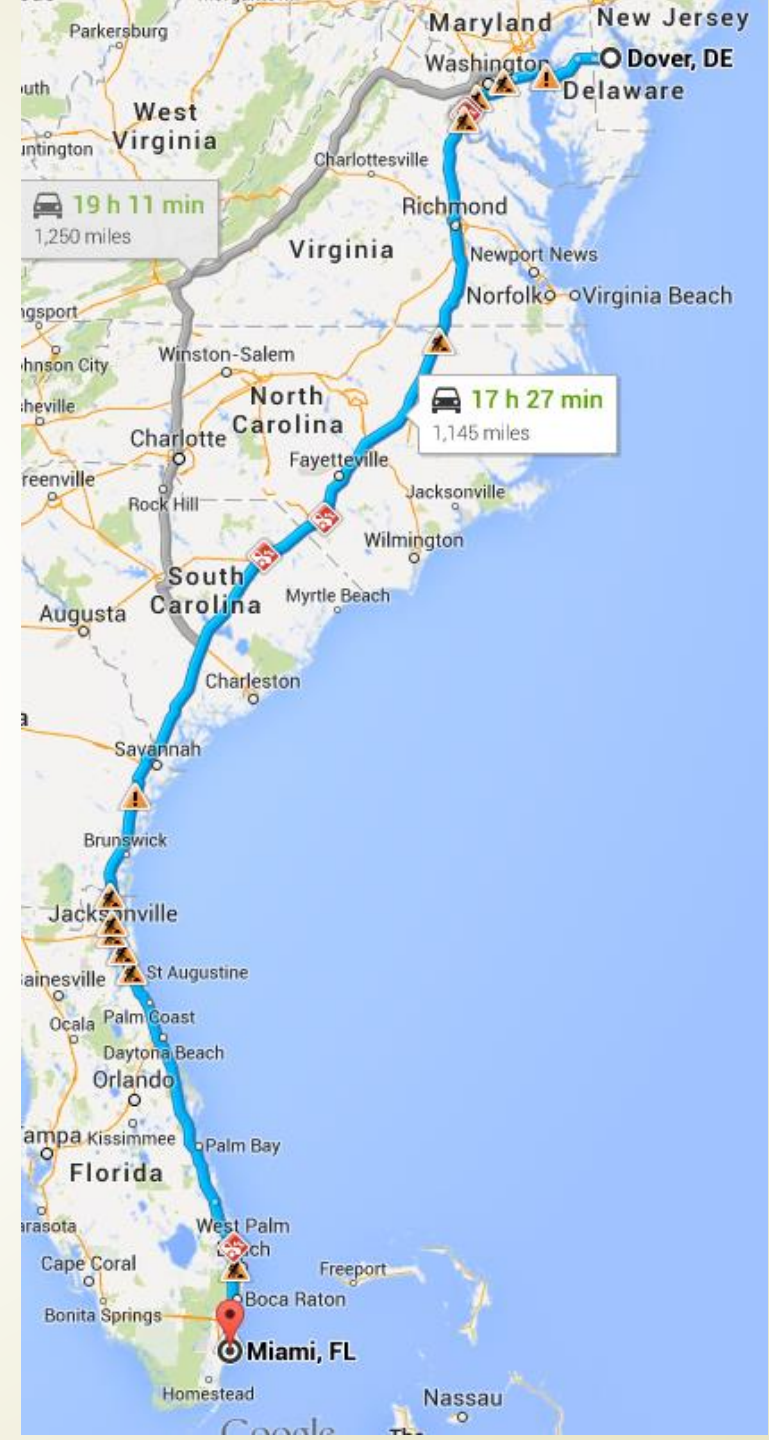 Parkersburg
Maryland
New Jersey
Washington
Dover, DE
Delaware
West
Virginia
Charlottesville
19 h 11 min
1,250 miles
Richmond
Virginia
Newport News
Norfolk
Virginia Beach
Winston-Salem
North
Carolina
17 h 27 min
1,145 miles
Charlotte
Fayetteville
Rock Hill
Jacksonville
Wilmington
South
Carolina
Myrtle Beach
Augusta
Charleston
Savannah
Brunswick
Jacksonville
St Augustine
Ocala
Palm Coast
Daytona Beach
Orlando
Kissimmee
Palm Bay
Florida
West Palm
Beach
Cape Coral
Freeport
Boca Raton
Bonita Springs
Miami, FL
Homestead
Nassau
Google
The